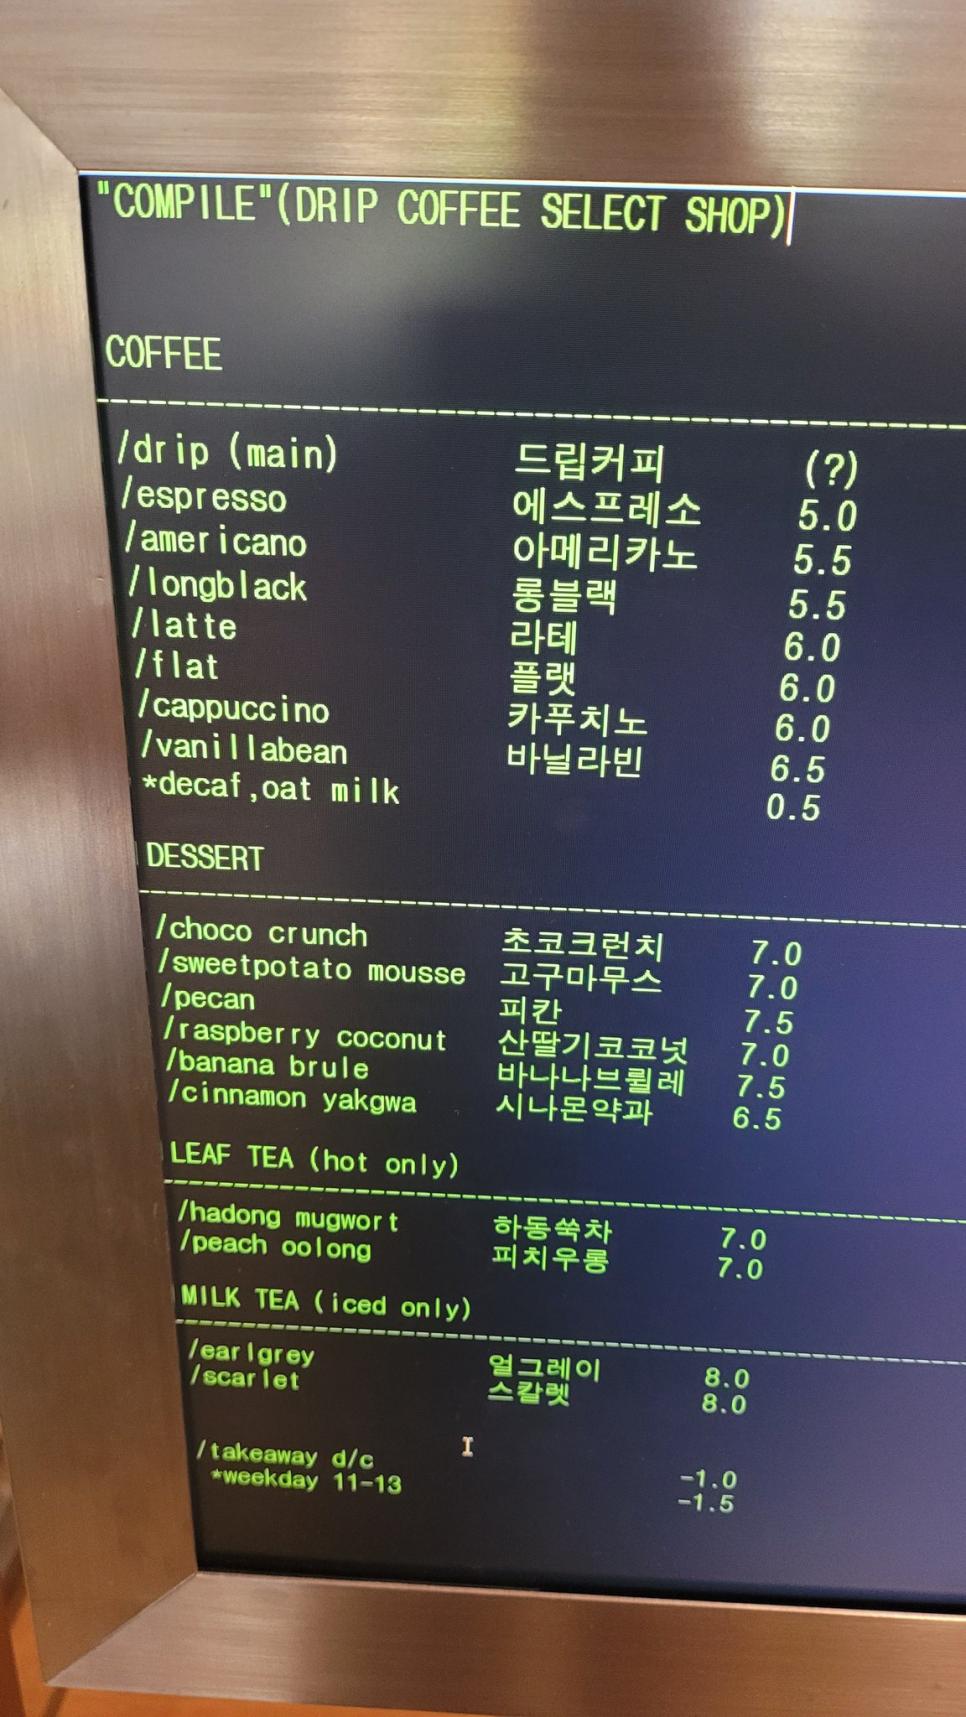 "COMPILE"(DRIP COFFEE SELECT SHOP)
COFFEE
/drip (main) 드립커피 (?)
/espresso 에스프레소 5.0
/americano 아메리카노 5.5
/longblack 롱블랙 5.5
/latte 라테 6.0
/flat 플랫 6.0
/cappuccino 카푸치노 6.0
/vanillabean 바닐라빈 6.5
*decaf,oat milk 0.5
DESSERT
/choco crunch 초코크런치 7.0
/sweetpotato mousse 고구마무스 7.0
/pecan 피칸 7.5
/raspberry coconut 산딸기코코넛 7.0
/banana brule 바나나브륄레 7.5
/cinnamon yakgwa 시나몬약과 6.5
LEAF TEA (hot only)
/hadong mugwort 하동쑥차 7.0
/peach oolong 피치우롱 7.0
MILK TEA (iced only)
/earlgrey 얼그레이 8.0
/scarlet 스칼렛 8.0
/takeaway d/c -1.0
*weekday 11-13 -1.5